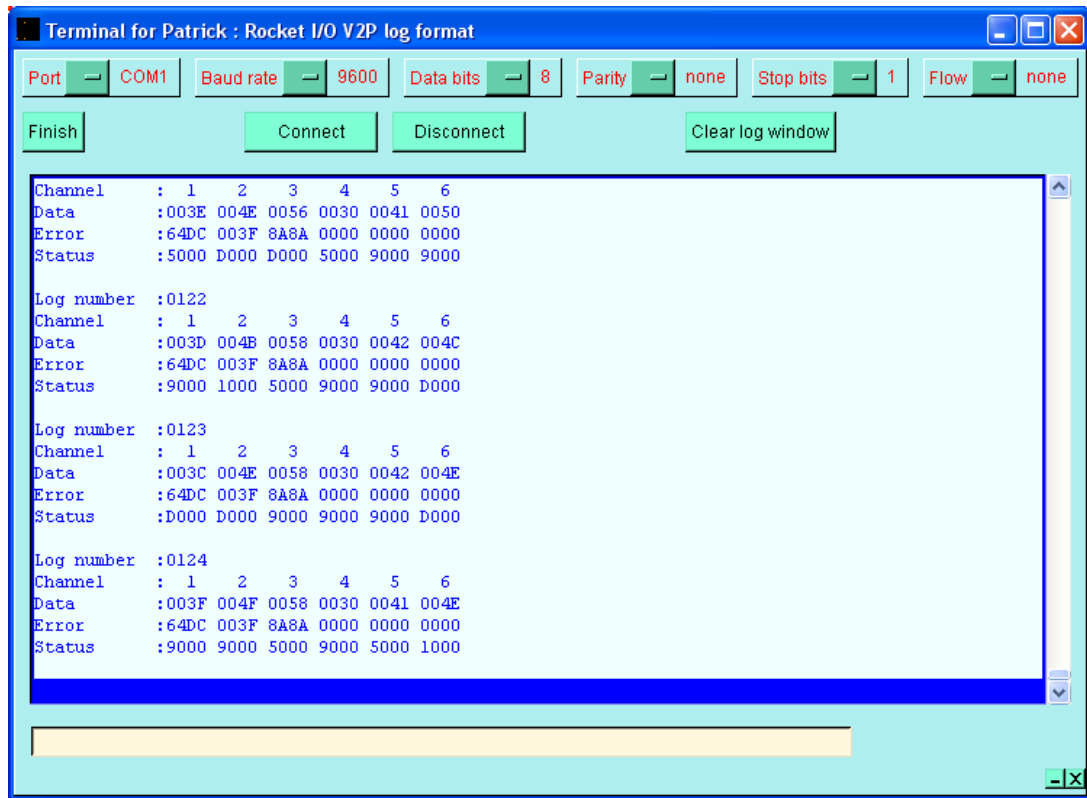 Terminal for Patrick : Rocket I/O V2P log format
Port COM1 Baud rate 9600 Data bits 8 Parity none Stop bits 1 Flow none
Finish Connect Disconnect Clear log window
Channel : 1 2 3 4 5 6
Data :003E 004E 0056 0030 0041 0050
Error :64DC 003F 8A8A 0000 0000 0000
Status :5000 D000 D000 5000 9000 9000
Log number :0122
Channel : 1 2 3 4 5 6
Data :003D 004B 0058 0030 0042 004C
Error :64DC 003F 8A8A 0000 0000 0000
Status :9000 1000 5000 9000 9000 D000
Log number :0123
Channel : 1 2 3 4 5 6
Data :003C 004E 0058 0030 0042 004E
Error :64DC 003F 8A8A 0000 0000 0000
Status :D000 D000 9000 9000 9000 D000
Log number :0124
Channel : 1 2 3 4 5 6
Data :003F 004F 0058 0030 0041 004E
Error :64DC 003F 8A8A 0000 0000 0000
Status :9000 9000 5000 9000 5000 1000